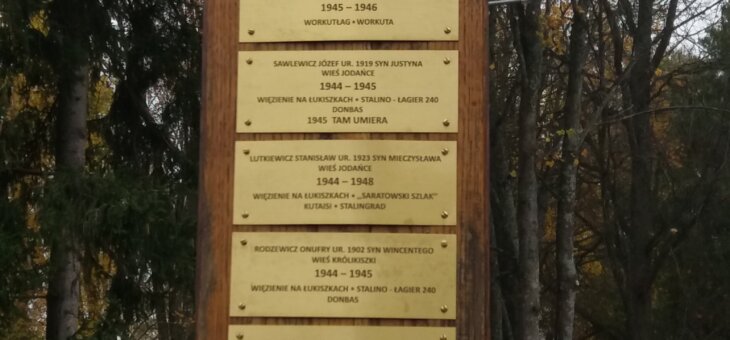 1945 – 1946
WORKUTŁAG • WORKUTA
SAWLEWICZ JÓZEF UR. 1919 SYN JUSTYNA
WIEŚ JODAŃCE
1944 – 1945
WIĘZIENIE NA ŁUKISZKACH • STALINO - ŁAGIER 240
DONBAS
1945 TAM UMIERA
LUTKIEWICZ STANISŁAW UR. 1923 SYN MIECZYSŁAWA
WIEŚ JODAŃCE
1944 – 1948
WIĘZIENIE NA ŁUKISZKACH • „SARATOWSKI SZLAK"
KUTAISI • STALINGRAD
RODZEWICZ ONUFRY UR. 1902 SYN WINCENTEGO
WIEŚ KRÓLIKISZKI
1944 – 1945
WIĘZIENIE NA ŁUKISZKACH • STALINO - ŁAGIER 240
DONBAS